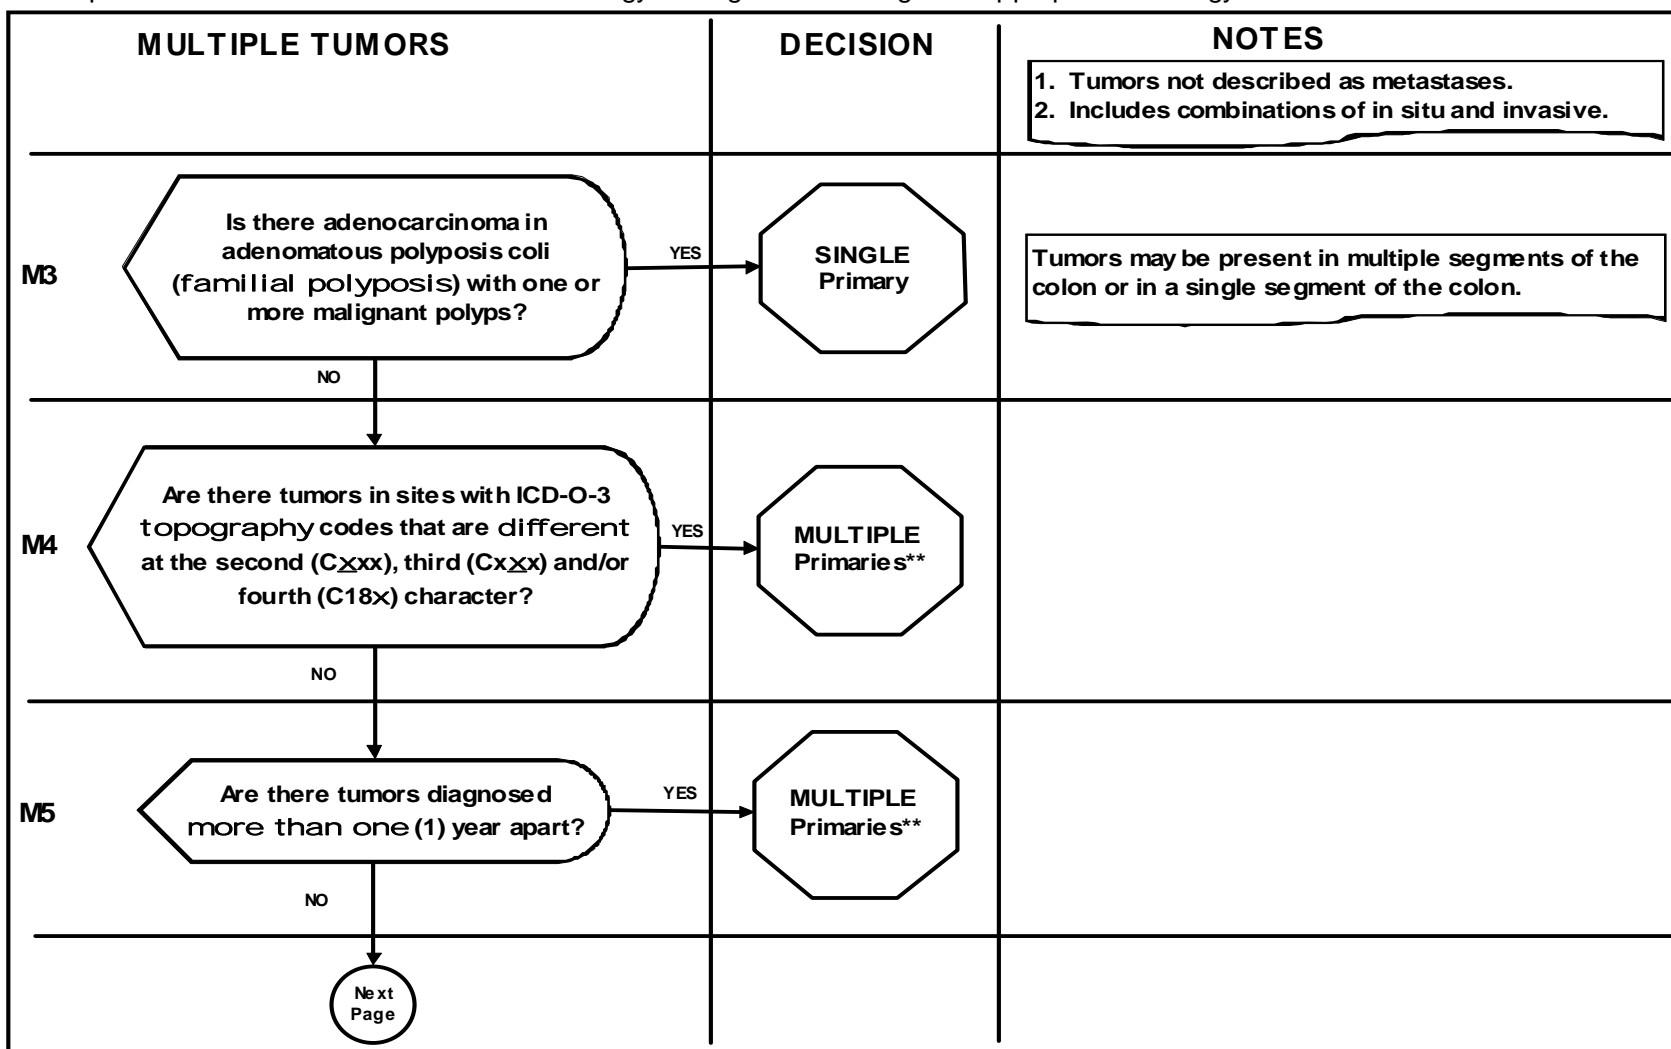 MULTIPLE TUMORS
DECISION
NOTES
1. Tumors not described as metastases.
2. Includes combinations of in situ and invasive.
M3
Is there adenocarcinoma in
adenomatous polyposis coli
(familial polyposis) with one or
more malignant polyps?
YES
SINGLE
Primary
Tumors may be present in multiple segments of the
colon or in a single segment of the colon.
NO
M4
Are there tumors in sites with ICD-O-3
topography codes that are different
at the second (Cxxx), third (Cxxx) and/or
fourth (C18x) character?
YES
MULTIPLE
Primaries**
NO
M5
Are there tumors diagnosed
more than one (1) year apart?
YES
MULTIPLE
Primaries**
NO
Next
Page